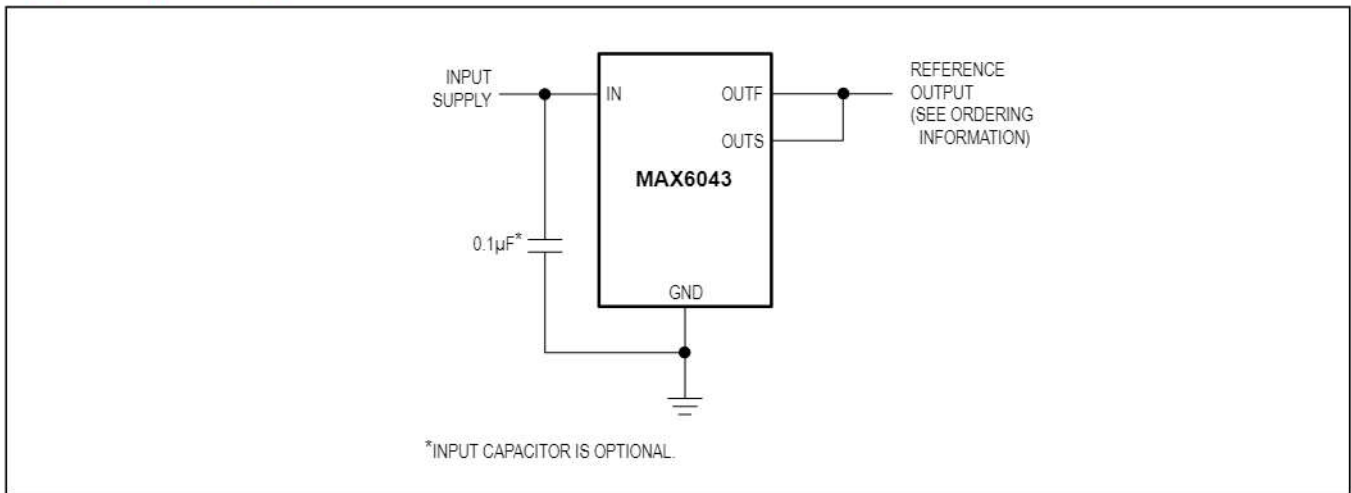 INPUT
SUPPLY
IN
OUTF
OUTS
REFERENCE
OUTPUT
(SEE ORDERING
INFORMATION)
MAX6043
0.1µF*
GND
*INPUT CAPACITOR IS OPTIONAL.